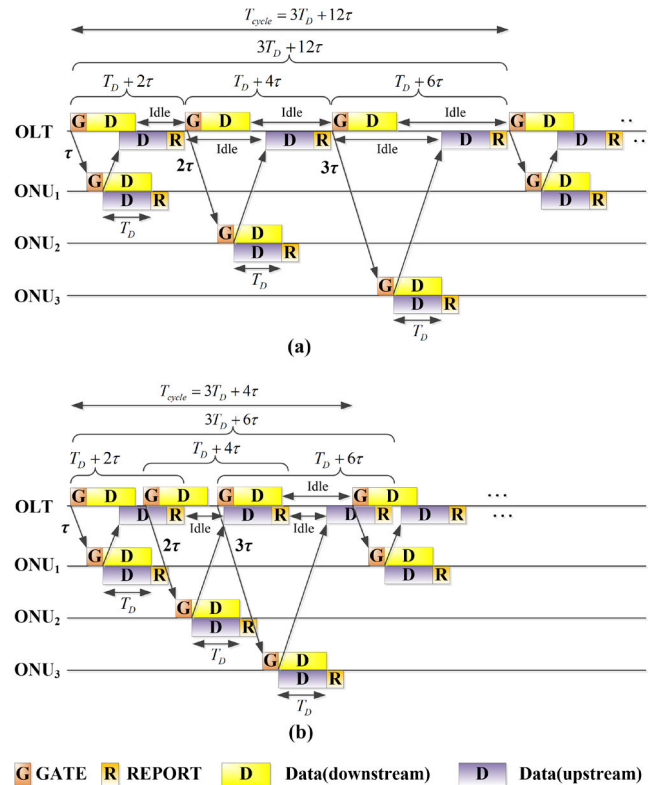 T_cycle = 3T_D + 12τ
3T_D + 12τ
T_D + 2τ T_D + 4τ T_D + 6τ
Idle Idle Idle
G D G D G D G D ..
OLT
D R Idle D R Idle D R D R ..
τ 2τ 3τ
G D G D
ONU1
D R D R
T_D
G D
ONU2
D R
T_D
G D
ONU3
D R
T_D
(a)
T_cycle = 3T_D + 4τ
3T_D + 6τ
T_D + 4τ
T_D + 2τ T_D + 6τ
Idle
G D G D G D G D ...
OLT
D R Idle D R Idle D R D R ...
τ 2τ 3τ
G D G D
ONU1
D R D R
T_D
G D
ONU2
D R
T_D
G D
ONU3
D R
T_D
(b)
G GATE R REPORT D Data(downstream) D Data(upstream)